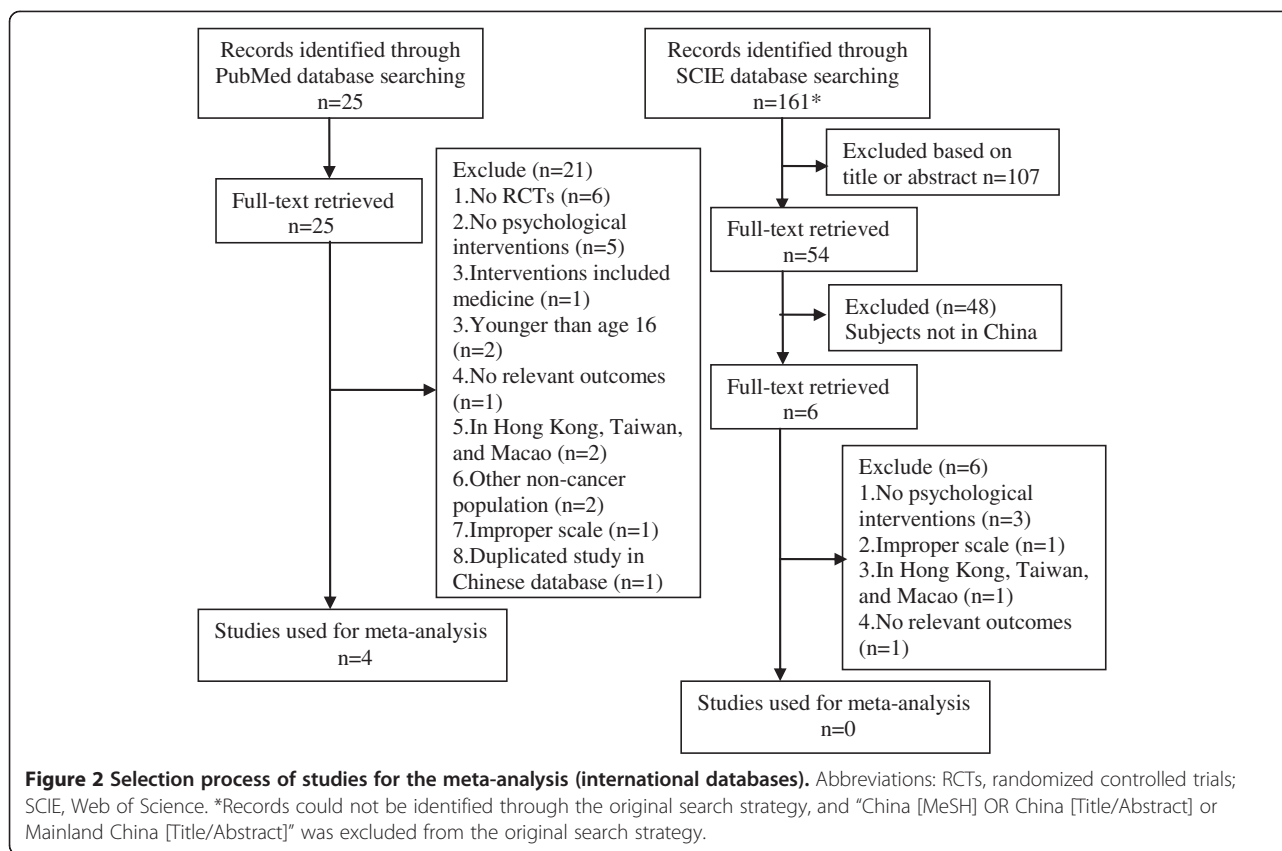 Records identified through
PubMed database searching
n=25
Full-text retrieved
n=25
Exclude (n=21)
1.No RCTs (n=6)
2.No psychological
interventions (n=5)
3.Interventions included
medicine (n=1)
3.Younger than age 16
(n=2)
4.No relevant outcomes
(n=1)
5.In Hong Kong, Taiwan,
and Macao (n=2)
6.Other non-cancer
population (n=2)
7.Improper scale (n=1)
8.Duplicated study in
Chinese database (n=1)
Studies used for meta-analysis
n=4
Records identified through
SCIE database searching
n=161*
Excluded based on
title or abstract n=107
Full-text retrieved
n=54
Excluded (n=48)
Subjects not in China
Full-text retrieved
n=6
Exclude (n=6)
1.No psychological
interventions (n=3)
2.Improper scale (n=1)
3.In Hong Kong, Taiwan,
and Macao (n=1)
4.No relevant outcomes
(n=1)
Studies used for meta-analysis
n=0
Figure 2 Selection process of studies for the meta-analysis (international databases). Abbreviations: RCTs, randomized controlled trials;
SCIE, Web of Science. *Records could not be identified through the original search strategy, and “China [MeSH] OR China [Title/Abstract] or
Mainland China [Title/Abstract]” was excluded from the original search strategy.